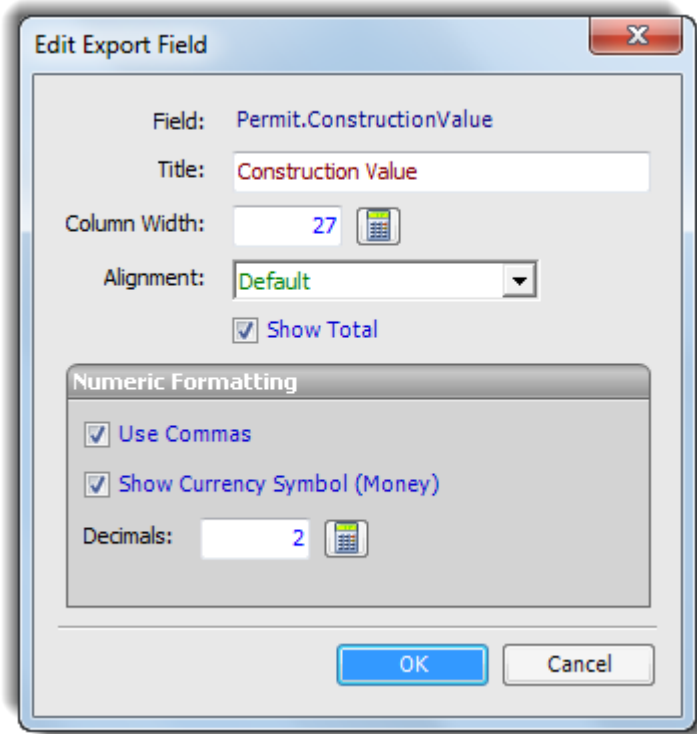 Edit Export Field
Field: Permit.ConstructionValue
Title: Construction Value
Column Width: 27
Alignment: Default
Show Total
Numeric Formatting
Use Commas
Show Currency Symbol (Money)
Decimals: 2
OK Cancel